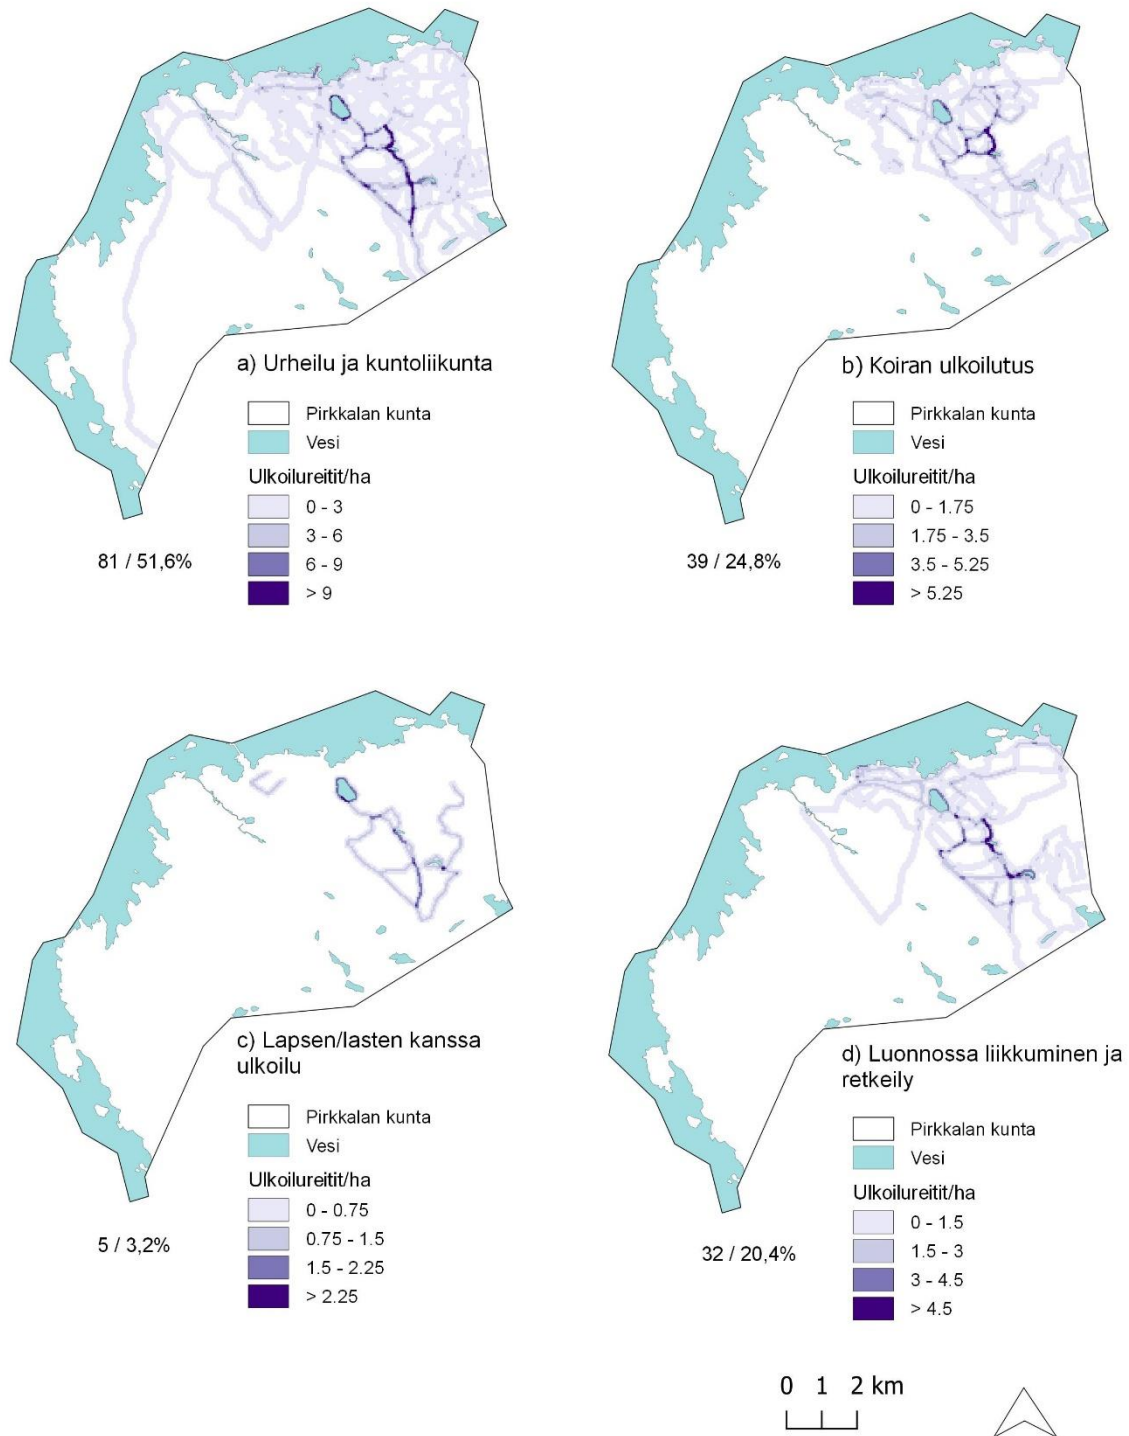 a) Urheilu ja kuntoliikunta
Pirkkalan kunta
Vesi
Ulkoilureitit/ha
0 - 3
3 - 6
6 - 9
> 9
81 / 51,6%
b) Koiran ulkoilutus
Pirkkalan kunta
Vesi
Ulkoilureitit/ha
0 - 1.75
1.75 - 3.5
3.5 - 5.25
> 5.25
39 / 24,8%
c) Lapsen/lasten kanssa
ulkoilu
Pirkkalan kunta
Vesi
Ulkoilureitit/ha
0 - 0.75
0.75 - 1.5
1.5 - 2.25
> 2.25
5 / 3,2%
d) Luonnossa liikkuminen ja
retkeily
Pirkkalan kunta
Vesi
Ulkoilureitit/ha
0 - 1.5
1.5 - 3
3 - 4.5
> 4.5
32 / 20,4%
0 1 2 km